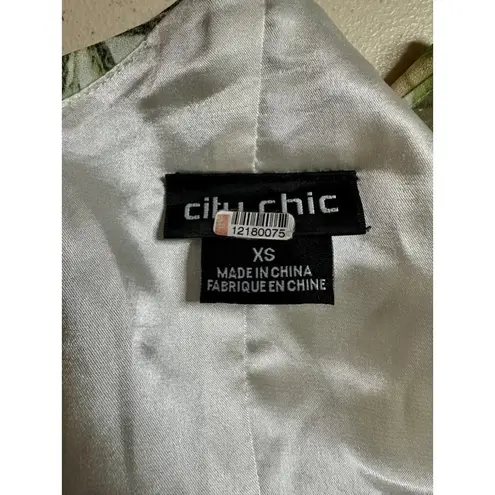 city chic
12180075
XS
MADE IN CHINA
FABRIQUE EN CHINE